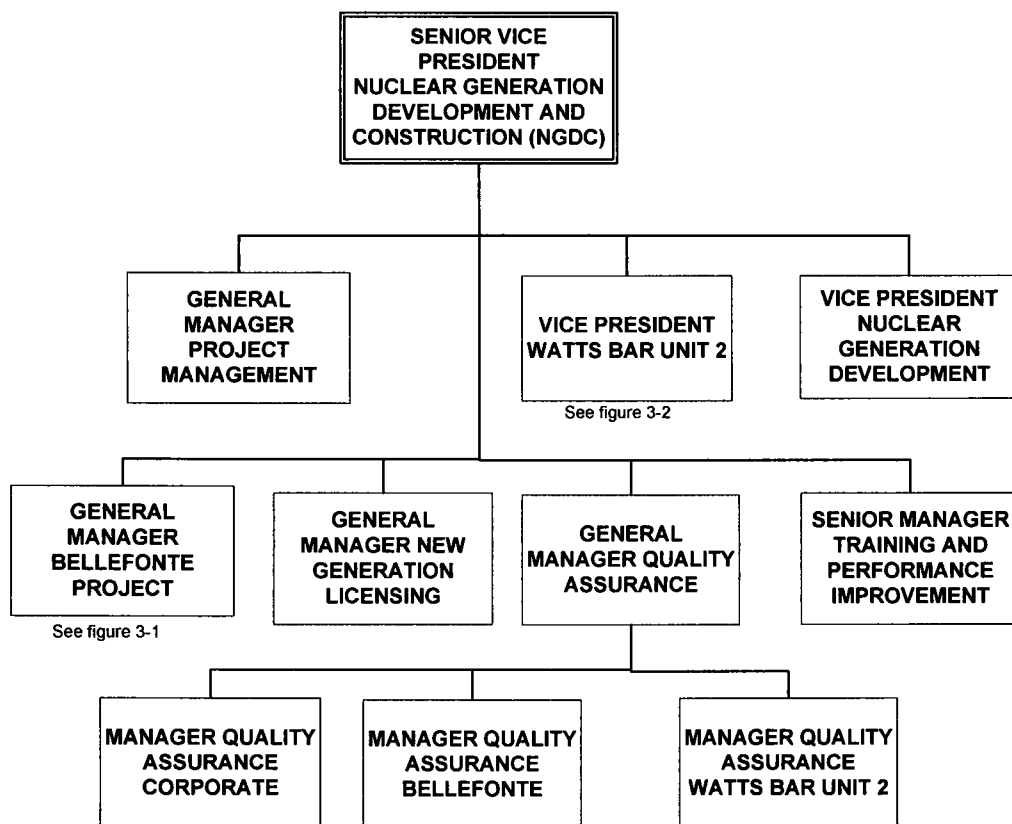 SENIOR VICE
PRESIDENT
NUCLEAR GENERATION
DEVELOPMENT AND
CONSTRUCTION (NGDC)
GENERAL
MANAGER
PROJECT
MANAGEMENT
VICE PRESIDENT
WATTS BAR UNIT 2
See figure 3-2
VICE PRESIDENT
NUCLEAR
GENERATION
DEVELOPMENT
GENERAL
MANAGER
BELLEFONTE
PROJECT
See figure 3-1
GENERAL
MANAGER NEW
GENERATION
LICENSING
GENERAL
MANAGER QUALITY
ASSURANCE
SENIOR MANAGER
TRAINING AND
PERFORMANCE
IMPROVEMENT
MANAGER QUALITY
ASSURANCE
CORPORATE
MANAGER QUALITY
ASSURANCE
BELLEFONTE
MANAGER QUALITY
ASSURANCE
WATTS BAR UNIT 2